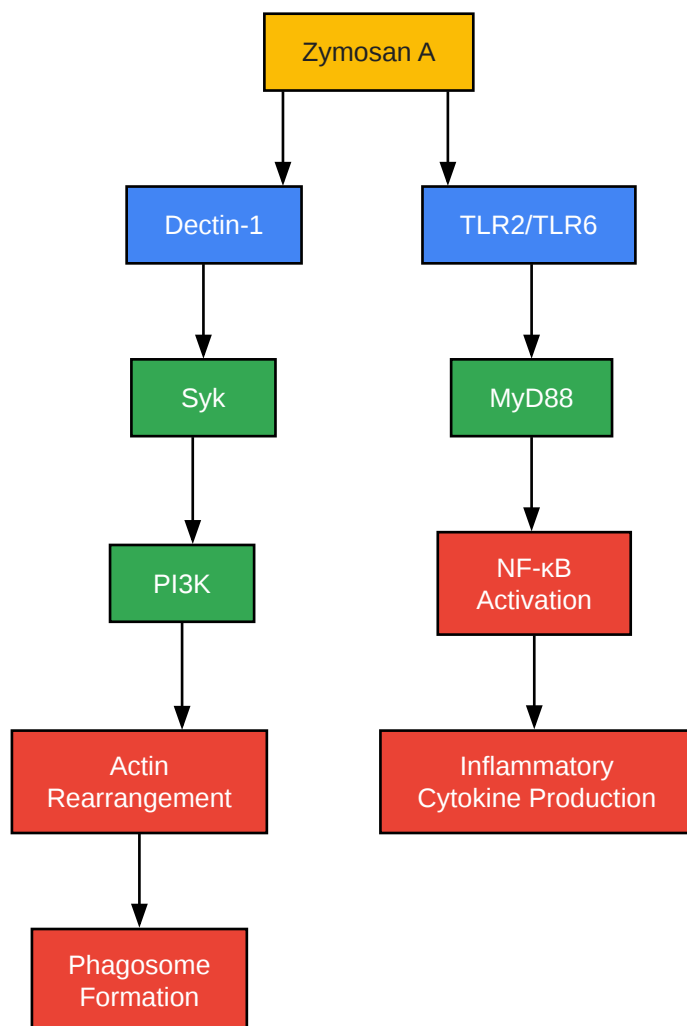 Zymosan A
Dectin-1
TLR2/TLR6
Syk
MyD88
PI3K
NF-κB
Activation
Actin
Rearrangement
Inflammatory
Cytokine Production
Phagosome
Formation